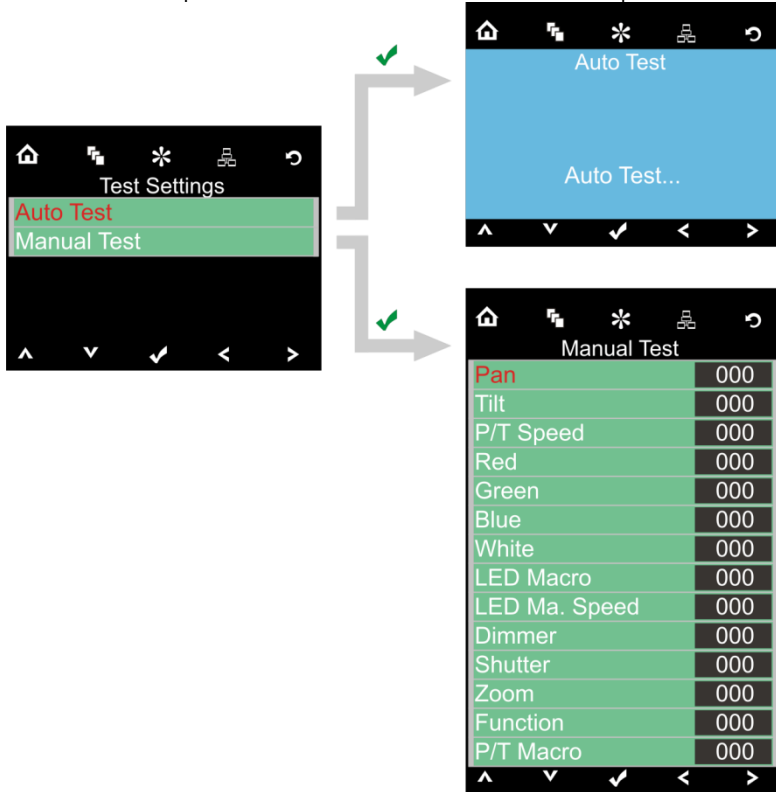 Test Settings
Auto Test
Manual Test
Auto Test
Auto Test...
Manual Test
Pan 000
Tilt 000
P/T Speed 000
Red 000
Green 000
Blue 000
White 000
LED Macro 000
LED Ma. Speed 000
Dimmer 000
Shutter 000
Zoom 000
Function 000
P/T Macro 000